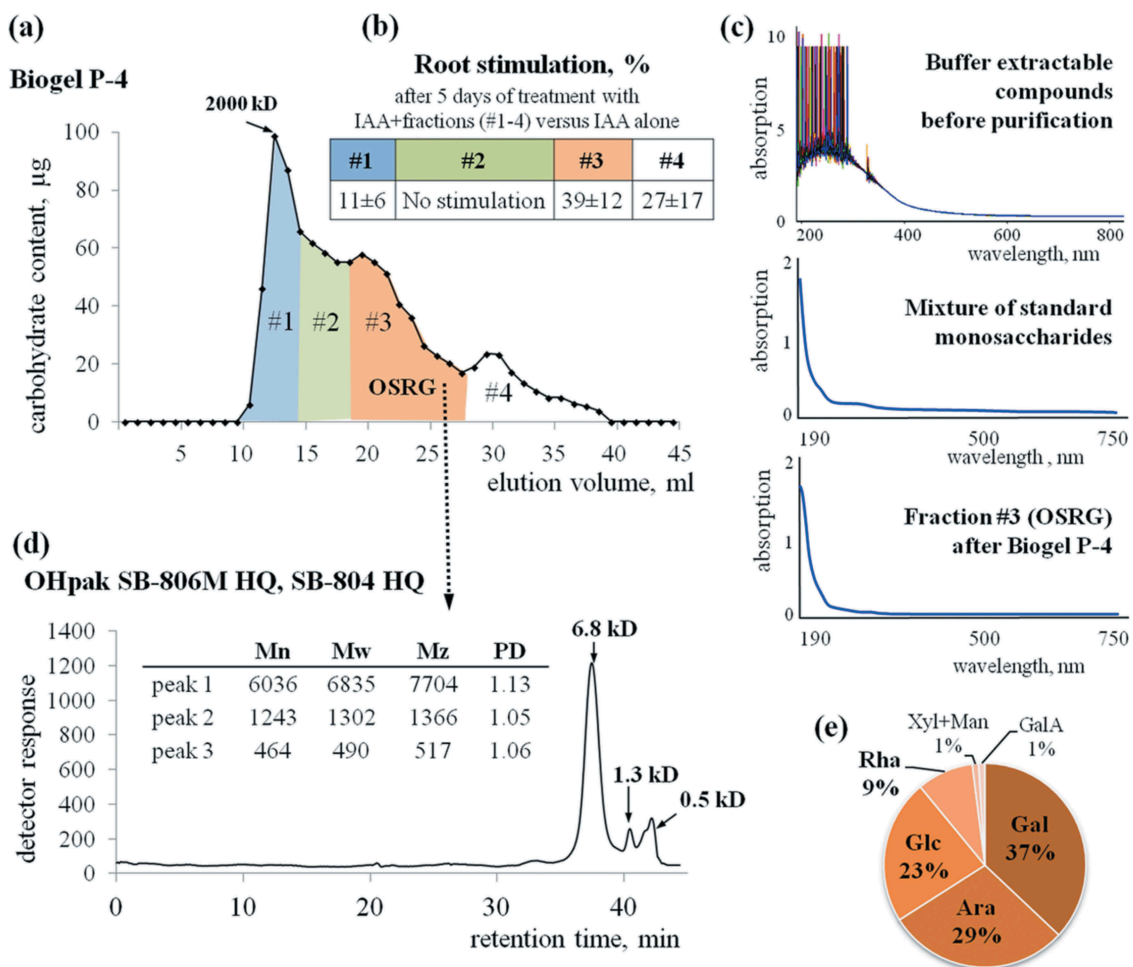 (a)
Biogel P-4
2000 kD
carbohydrate content, µg
100
80
60
40
20
0
#1
#2
#3
OSRG
#4
5 10 15 20 25 30 35 40 45
elution volume, ml
(b)
Root stimulation, %
after 5 days of treatment with
IAA+fractions (#1-4) versus IAA alone
#1 #2 #3 #4
11±6 No stimulation 39±12 27±17
(c)
absorption
10
5
0
Buffer extractable
compounds
before purification
200 400 600 800
wavelength, nm
absorption
2
1
0
Mixture of standard
monosaccharides
190 500 750
wavelength , nm
absorption
2
1
0
Fraction #3 (OSRG)
after Biogel P-4
190 500 750
wavelength, nm
(d)
OHpak SB-806M HQ, SB-804 HQ
detector response
1400
1200
1000
800
600
400
200
0
Mn Mw Mz PD
peak 1 6036 6835 7704 1.13
peak 2 1243 1302 1366 1.05
peak 3 464 490 517 1.06
6.8 kD
1.3 kD
0.5 kD
0 10 20 30 40
retention time, min
(e)
Xyl+Man
1%
GalA
1%
Rha
9%
Gal
37%
Glc
23%
Ara
29%